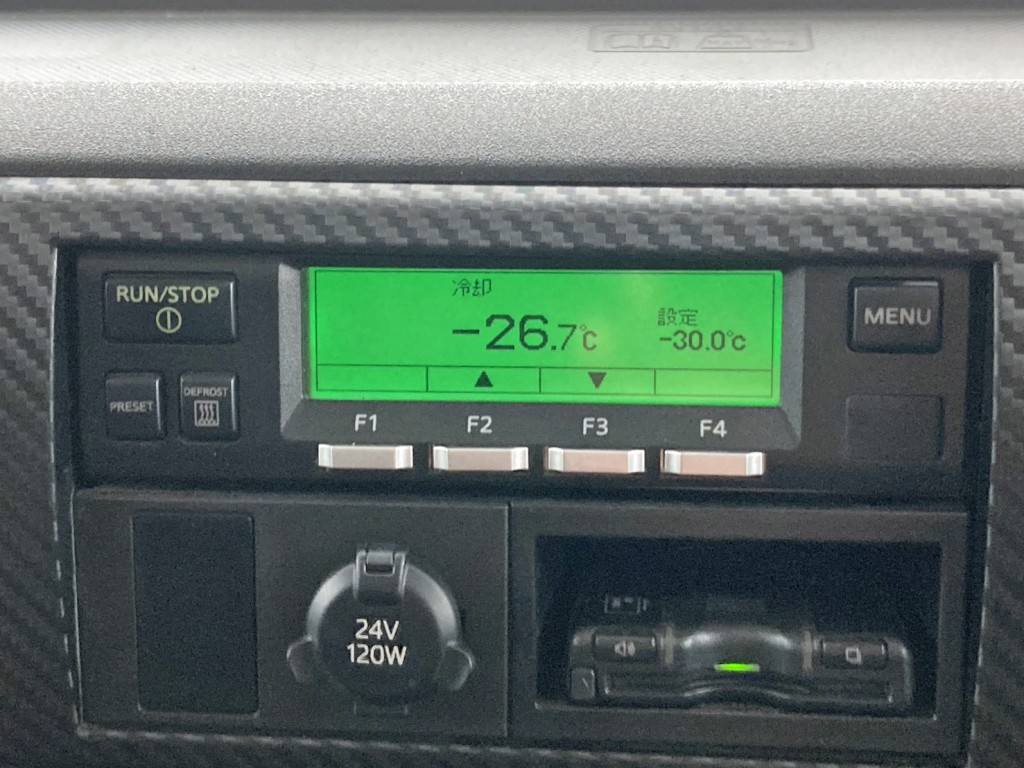 RUN/STOP
冷却
-26.7℃
設定
-30.0℃
▲ ▼
MENU
PRESET
DEFROST
F1 F2 F3 F4
24V
120W